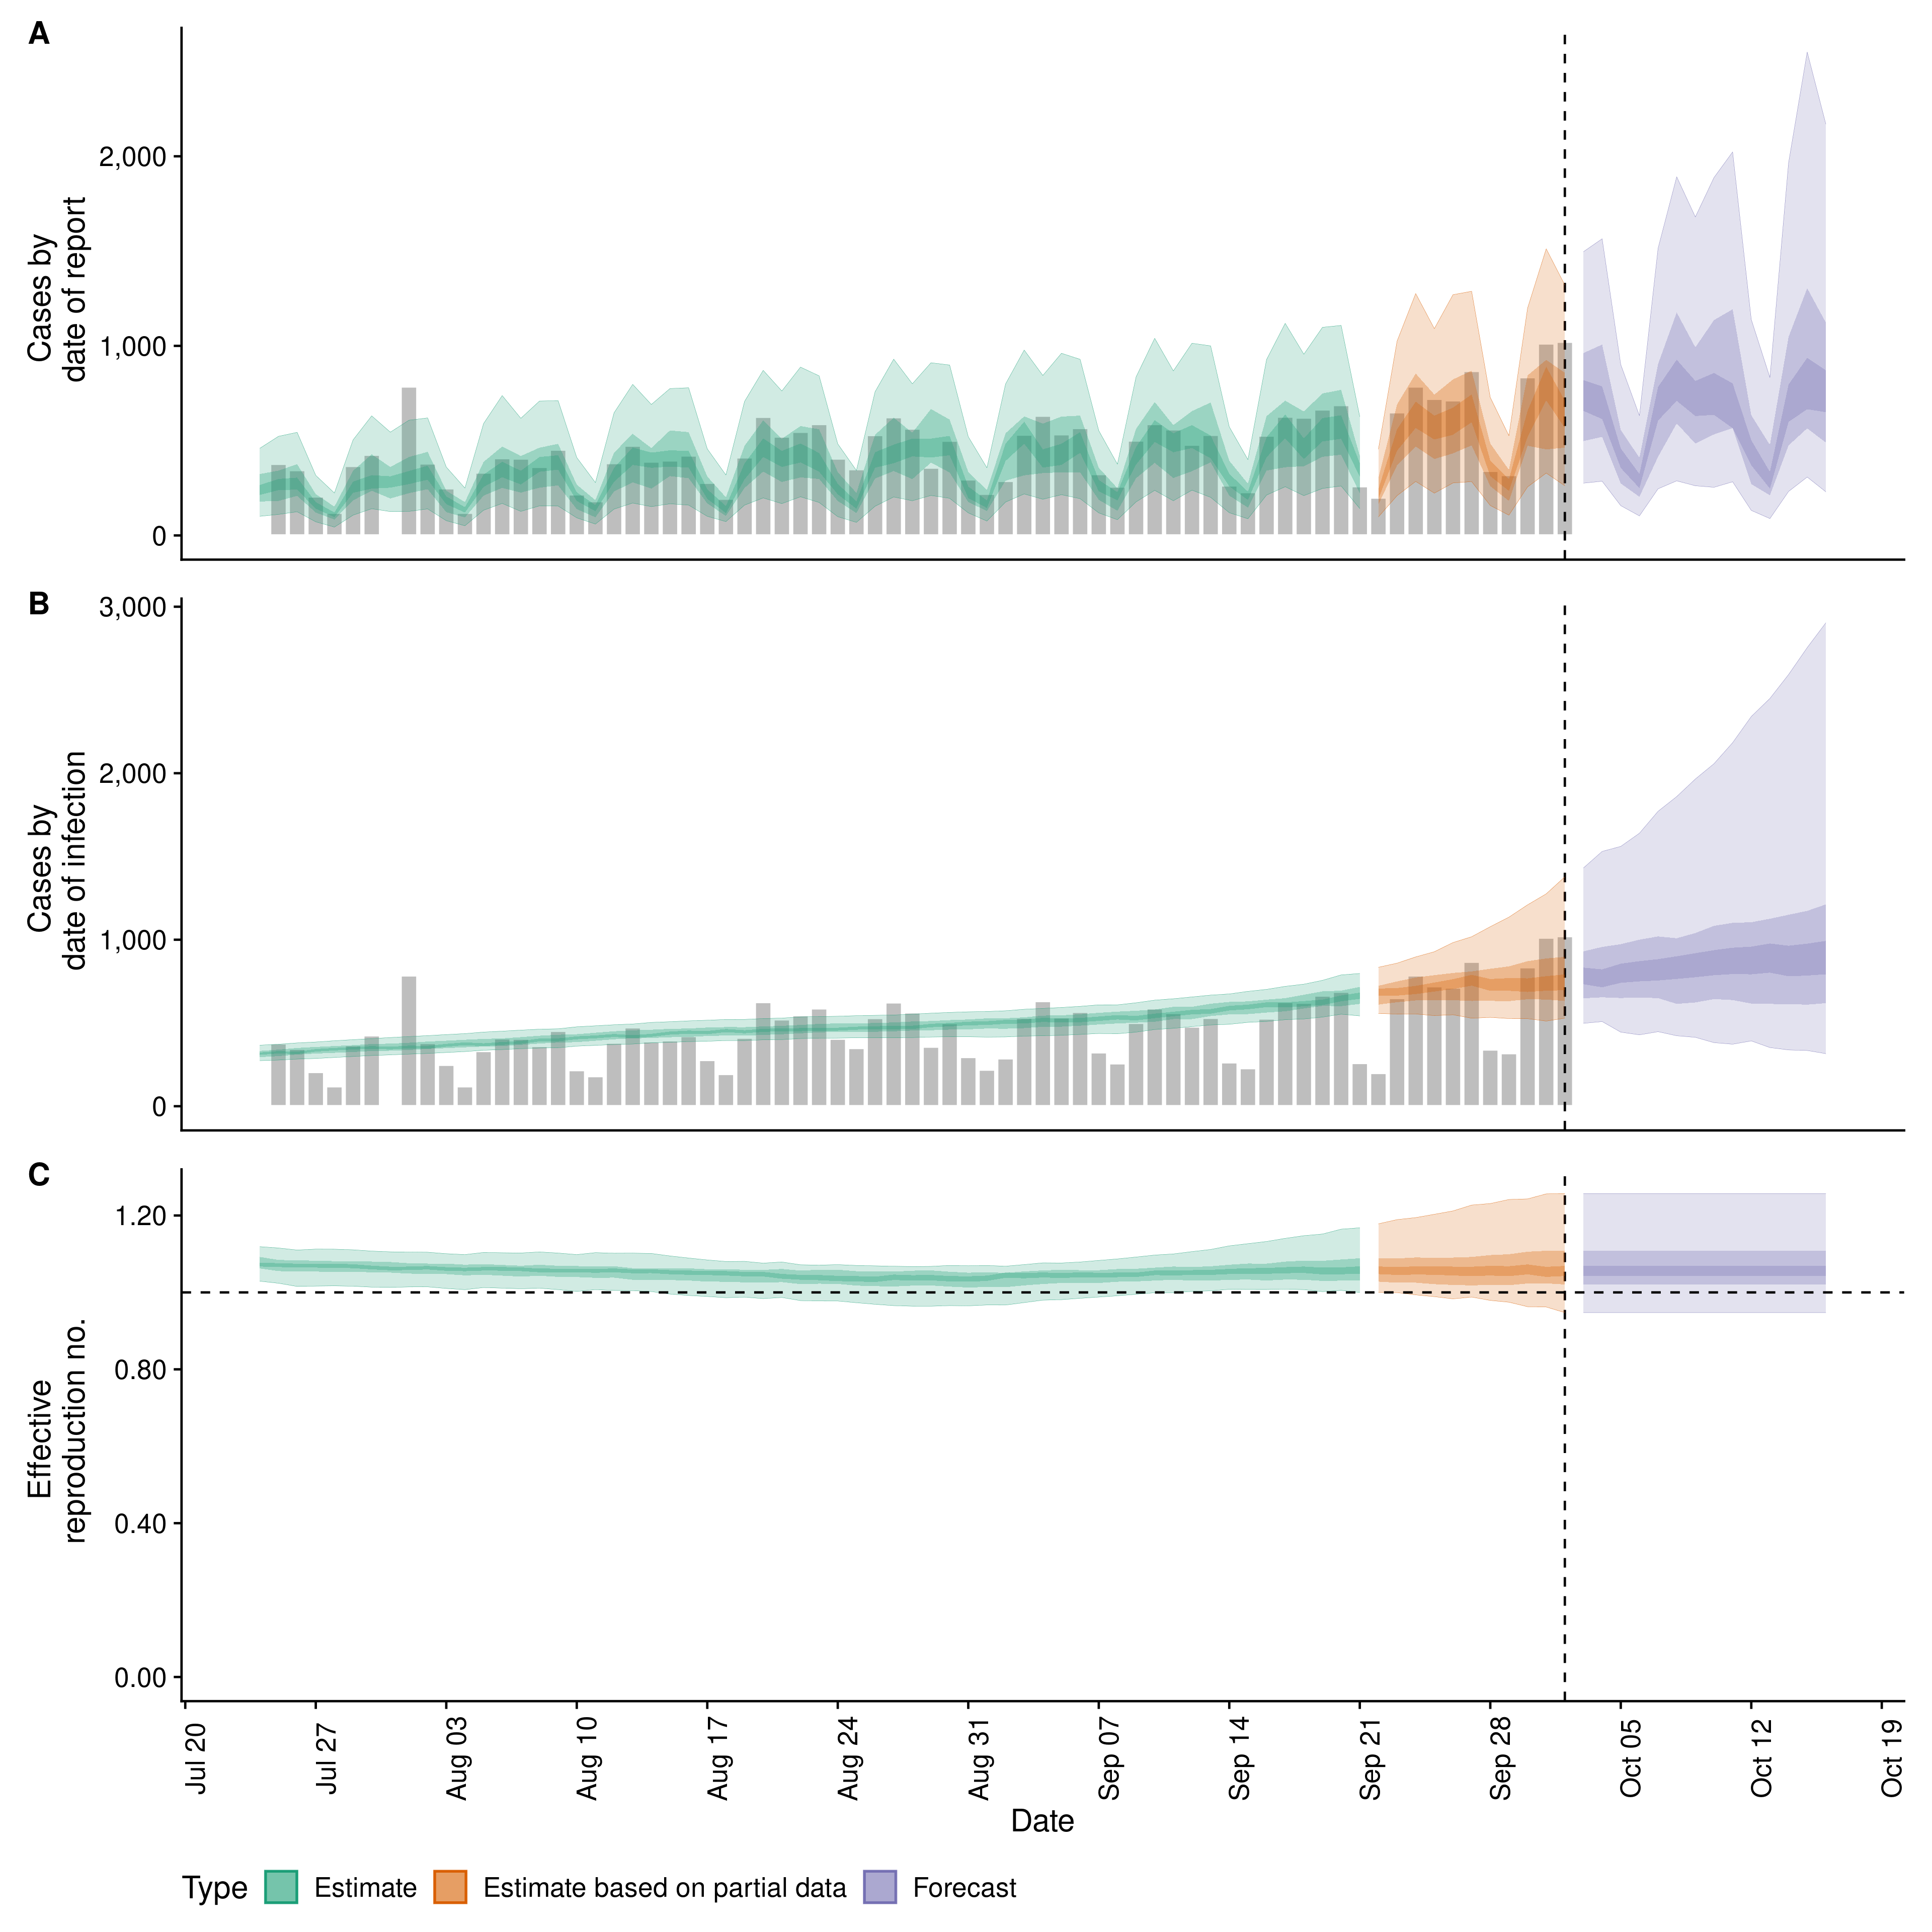 A
Cases by
date of report
2,000
1,000
0
B
Cases by
date of infection
3,000
2,000
1,000
0
C
Effective
reproduction no.
1.20
0.80
0.40
0.00
Jul 20
Jul 27
Aug 03
Aug 10
Aug 17
Aug 24
Aug 31
Sep 07
Sep 14
Sep 21
Sep 28
Oct 05
Oct 12
Oct 19
Date
Type Estimate Estimate based on partial data Forecast